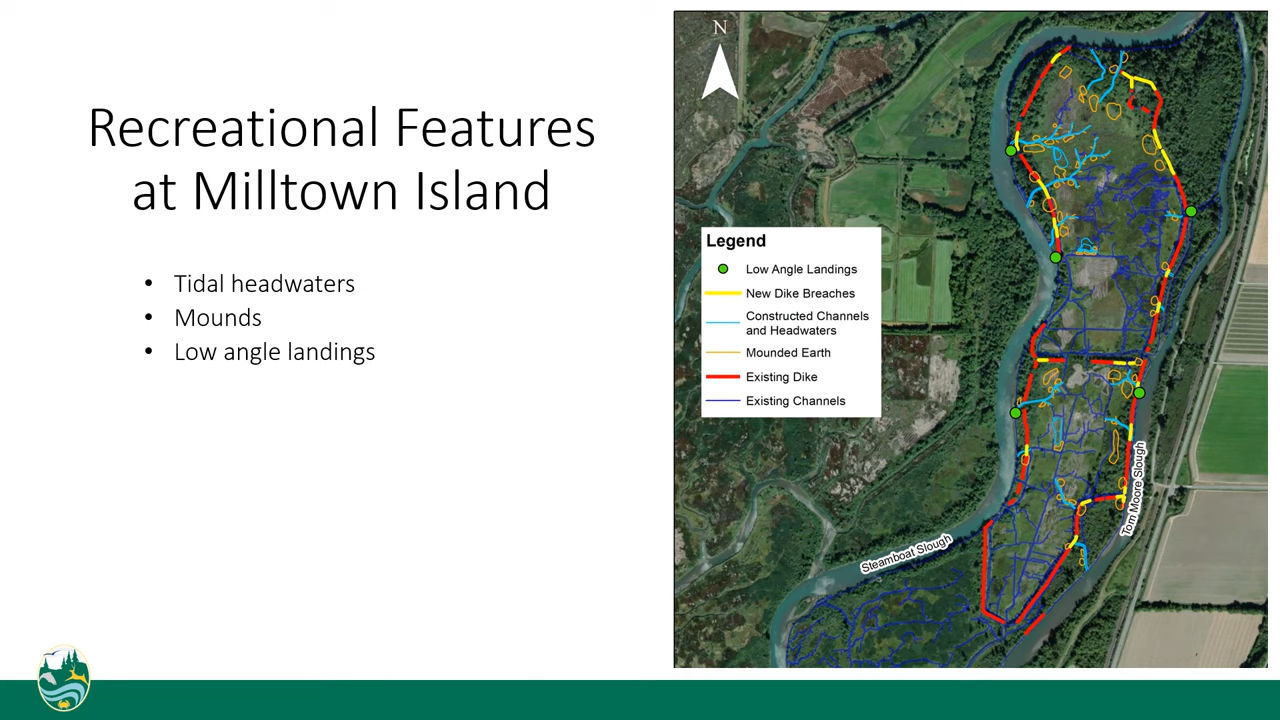 Recreational Features
at Milltown Island
• Tidal headwaters
• Mounds
• Low angle landings
N
Legend
Low Angle Landings
New Dike Breaches
Constructed Channels
and Headwaters
Mounded Earth
Existing Dike
Existing Channels
Tom Moore Slough
Steamboat Slough